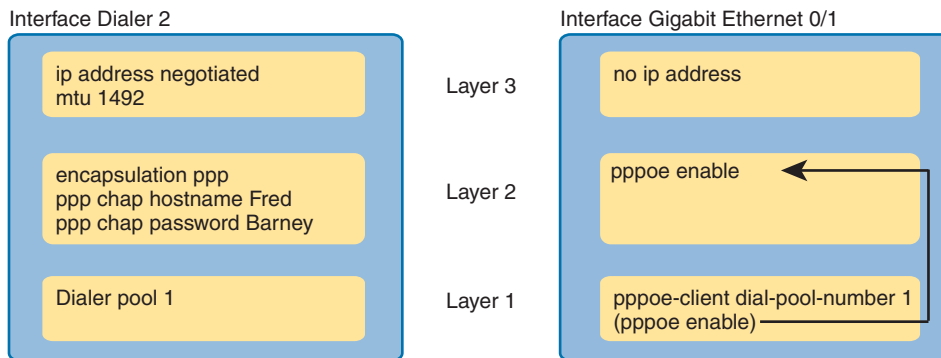 Interface Dialer 2
ip address negotiated
mtu 1492
encapsulation ppp
ppp chap hostname Fred
ppp chap password Barney
Dialer pool 1
Layer 3
Layer 2
Layer 1
Interface Gigabit Ethernet 0/1
no ip address
pppoe enable
pppoe-client dial-pool-number 1
(pppoe enable)